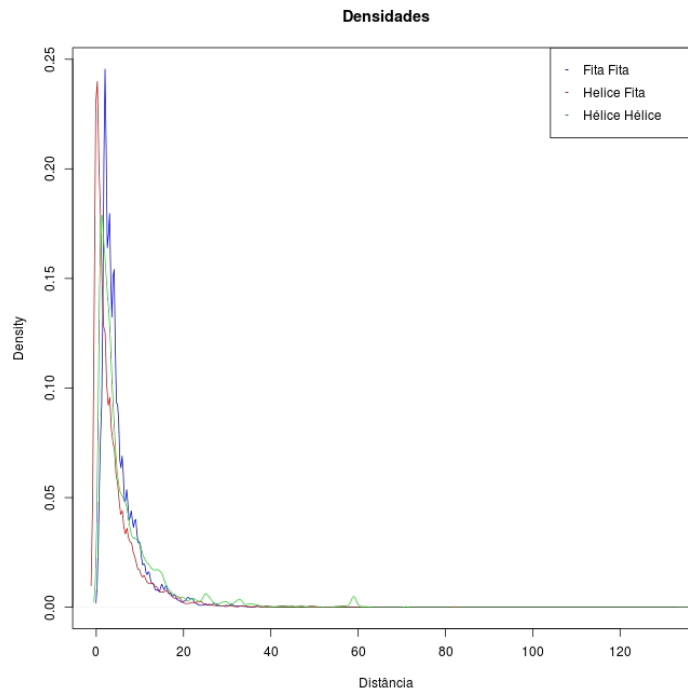 Densidades
Fita Fita
Helice Fita
Hélice Hélice
0.25
0.20
0.15
0.10
0.05
0.00
Density
0 20 40 60 80 100 120
Distância